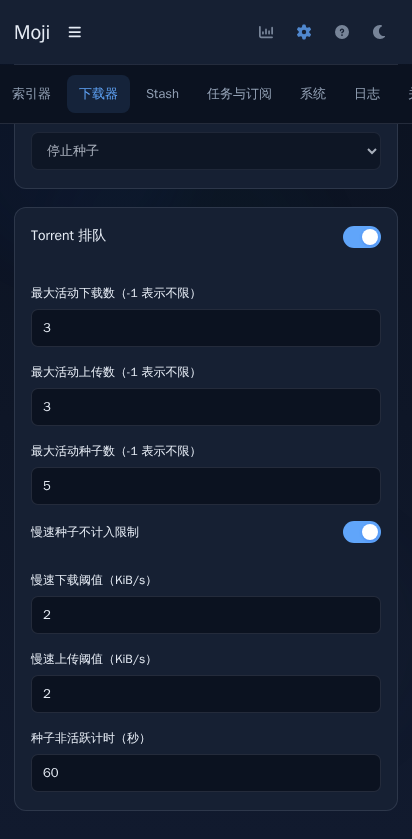 Moji
索引器 下载器 Stash 任务与订阅 系统 日志
停止种子
Torrent 排队
最大活动下载数（-1 表示不限）
3
最大活动上传数（-1 表示不限）
3
最大活动种子数（-1 表示不限）
5
慢速种子不计入限制
慢速下载阈值（KiB/s）
2
慢速上传阈值（KiB/s）
2
种子非活跃计时（秒）
60